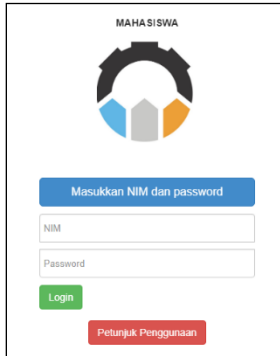 MAHASISWA
Masukkan NIM dan password
NIM
Password
Login
Petunjuk Penggunaan